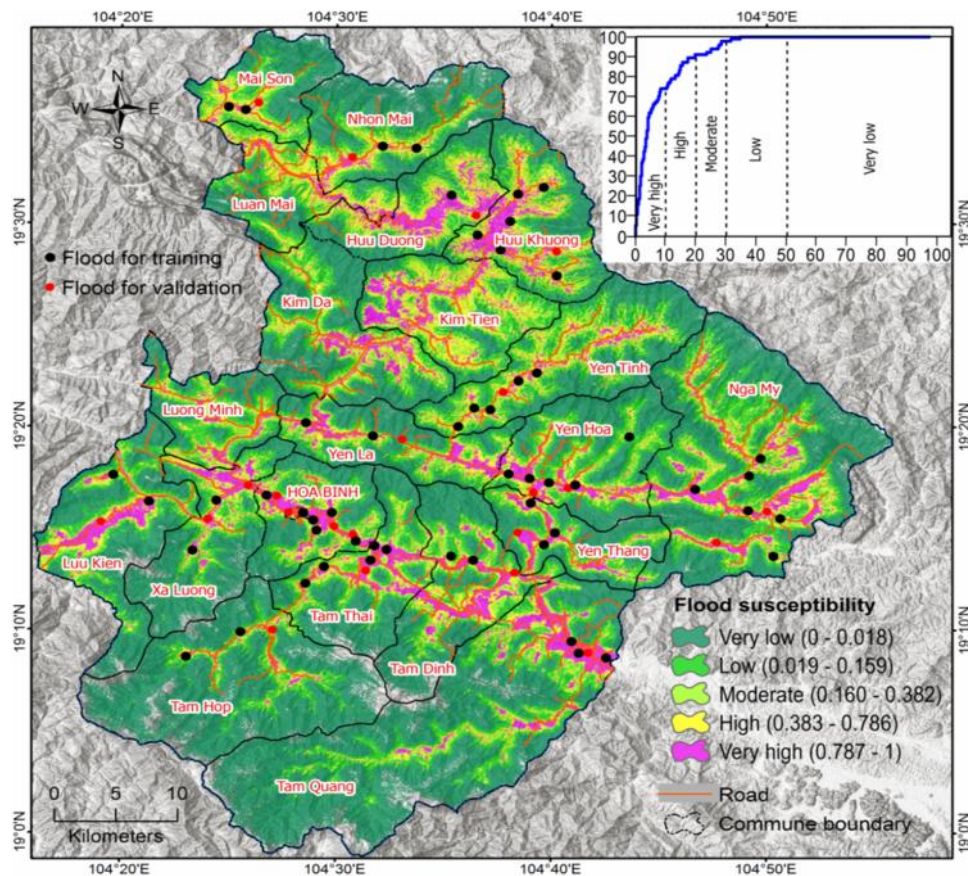 104°20'E 104°30'E 104°40'E 104°50'E
N
W E
S
Mai Son
Nhon Mai
Luan Mai
Huu Duong
Huu Khuong
Kim Da
Kim Tien
Yen Tinh
Nga My
Luong Minh
Yen La
Yen Hoa
HOA BINH
Luu Kien
Yen Thang
Xa Luong
Tam Thai
Tam Dinh
Tam Hop
Tam Quang
Flood for training
Flood for validation
100
90
80
70
60
50
40
30
20
10
0
Very high
High
Moderate
Low
Very low
0 10 20 30 40 50 60 70 80 90 100
19°30'N
19°30'N
19°20'N
19°20'N
19°10'N
19°10'N
19°0'N
19°0'N
Flood susceptibility
Very low (0 - 0.018)
Low (0.019 - 0.159)
Moderate (0.160 - 0.382)
High (0.383 - 0.786)
Very high (0.787 - 1)
Road
Commune boundary
0 5 10
Kilometers
104°20'E 104°30'E 104°40'E 104°50'E